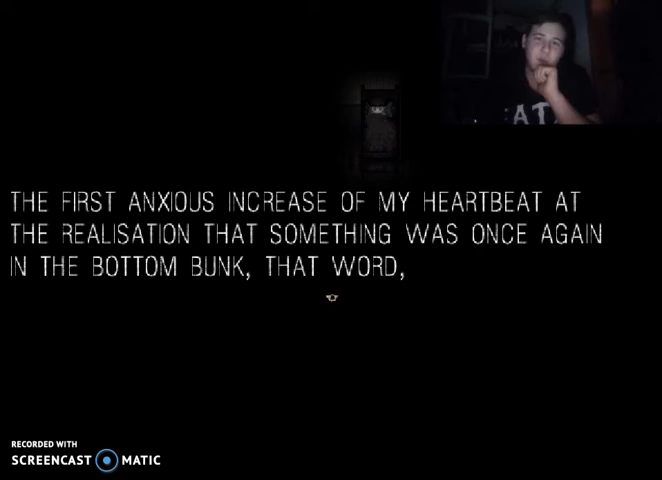 AT
THE FIRST ANXIOUS INCREASE OF MY HEARTBEAT AT
THE REALISATION THAT SOMETHING WAS ONCE AGAIN
IN THE BOTTOM BUNK, THAT WORD,
RECORDED WITH
SCREENCAST MATIC